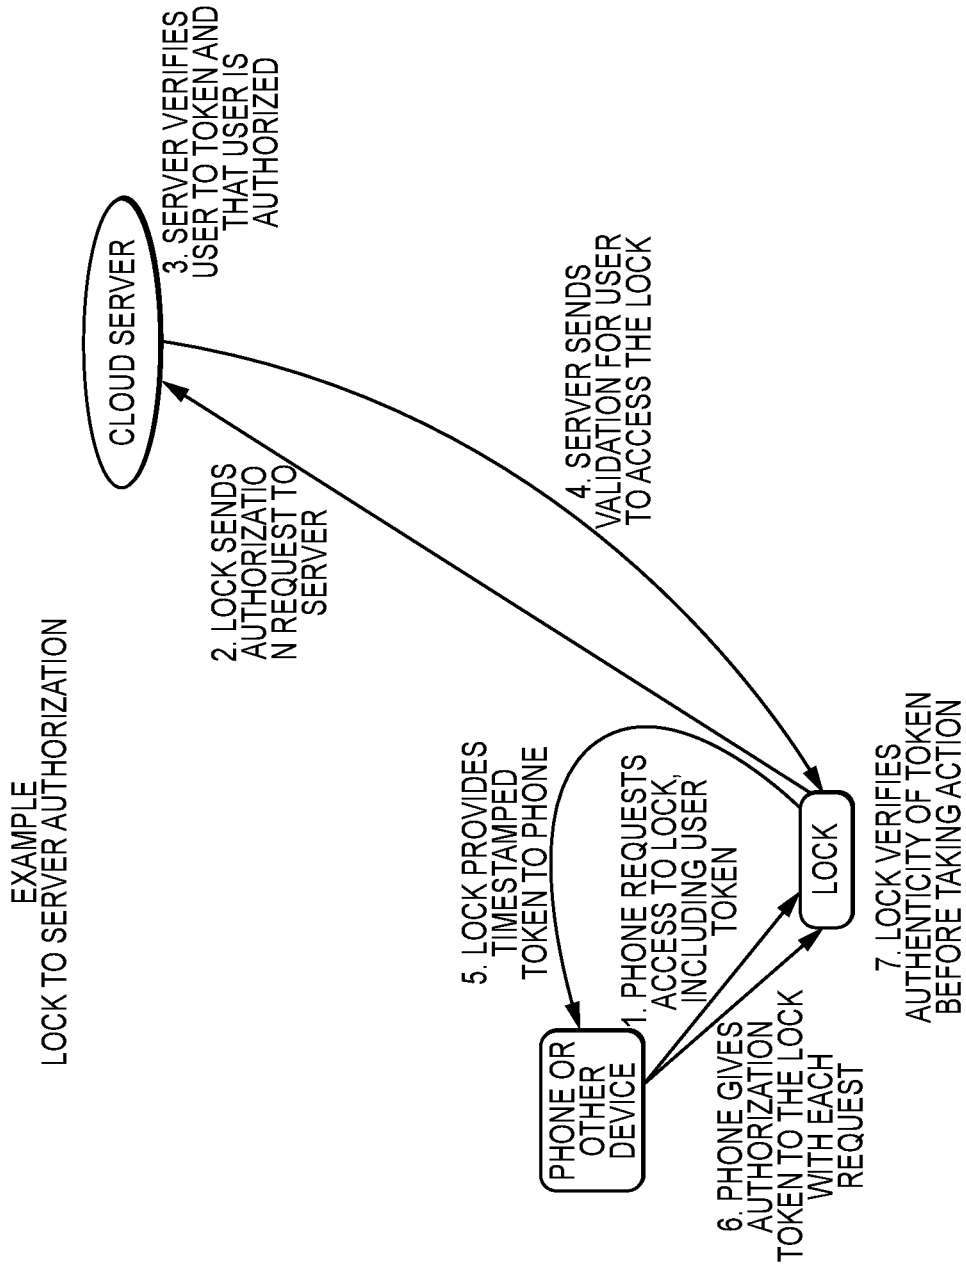 EXAMPLE
LOCK TO SERVER AUTHORIZATION
CLOUD SERVER
3. SERVER VERIFIES
USER TO TOKEN AND
THAT USER IS
AUTHORIZED
2. LOCK SENDS
AUTHORIZATIO
N REQUEST TO
SERVER
4. SERVER SENDS
VALIDATION FOR USER
TO ACCESS THE LOCK
5. LOCK PROVIDES
TIMESTAMPED
TOKEN TO PHONE
1. PHONE REQUESTS
ACCESS TO LOCK,
INCLUDING USER
TOKEN
PHONE OR
OTHER
DEVICE
LOCK
6. PHONE GIVES
AUTHORIZATION
TOKEN TO THE LOCK
WITH EACH
REQUEST
7. LOCK VERIFIES
AUTHENTICITY OF TOKEN
BEFORE TAKING ACTION